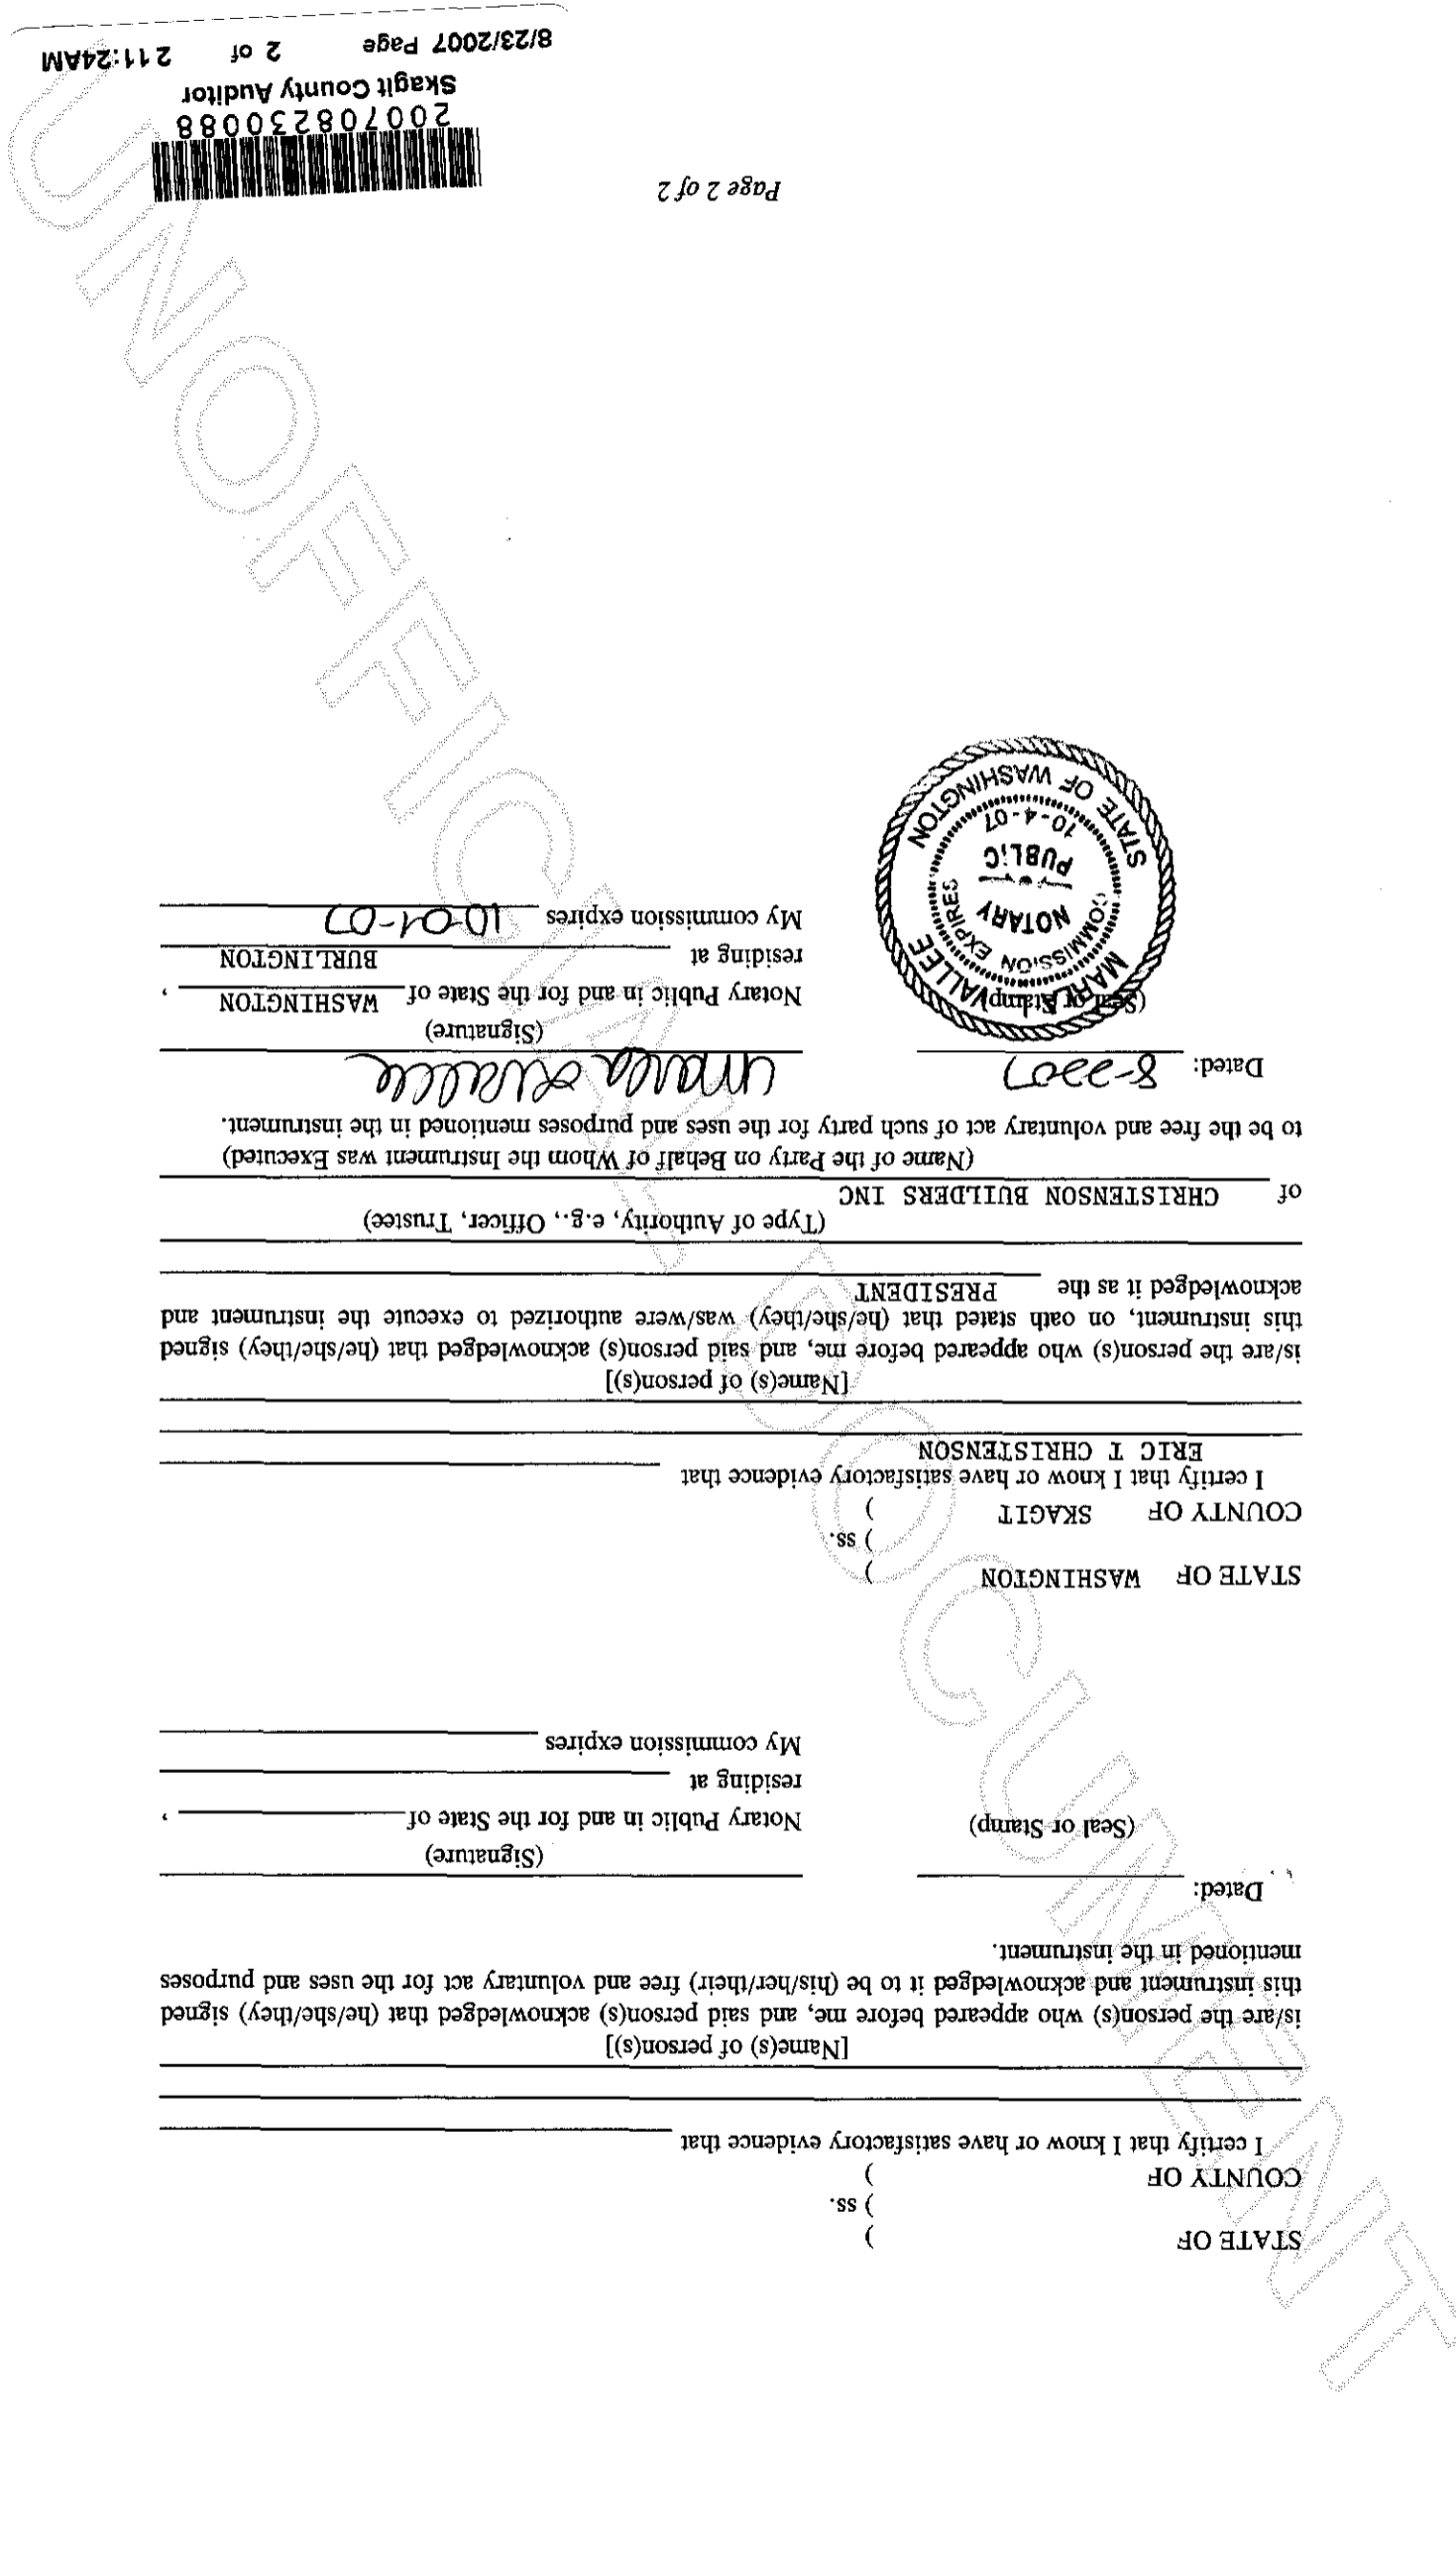 STATE OF )
) ss.
COUNTY OF )
I certify that I know or have satisfactory evidence that
[Name(s) of person(s)]
is/are the person(s) who appeared before me, and said person(s) acknowledged that (he/she/they) signed
this instrument and acknowledged it to be (his/her/their) free and voluntary act for the uses and purposes
mentioned in the instrument.
Dated:
(Signature)
(Seal or Stamp)
Notary Public in and for the State of ,
residing at
My commission expires
STATE OF WASHINGTON )
) ss.
COUNTY OF SKAGIT )
I certify that I know or have satisfactory evidence that
ERIC T CHRISTENSON
[Name(s) of person(s)]
is/are the person(s) who appeared before me, and said person(s) acknowledged that (he/she/they) signed
this instrument, on oath stated that (he/she/they) was/were authorized to execute the instrument and
acknowledged it as the PRESIDENT
(Type of Authority, e.g., Officer, Trustee)
of CHRISTENSON BUILDERS INC
(Name of the Party on Behalf of Whom the Instrument was Executed)
to be the free and voluntary act of such party for the uses and purposes mentioned in the instrument.
Dated: 8-2207
Marla Lvallee
(Signature)
(Seal or Stamp)
Notary Public in and for the State of WASHINGTON ,
residing at BURLINGTON
My commission expires 10-04-07
MARLA LVALLEE
COMMISSION EXPIRES
NOTARY
PUBLIC
10-4-07
STATE OF WASHINGTON
Page 2 of 2
200708230088
Skagit County Auditor
8/23/2007 Page 2 of 2 11:24AM
UNOFFICIAL DOCUMENT